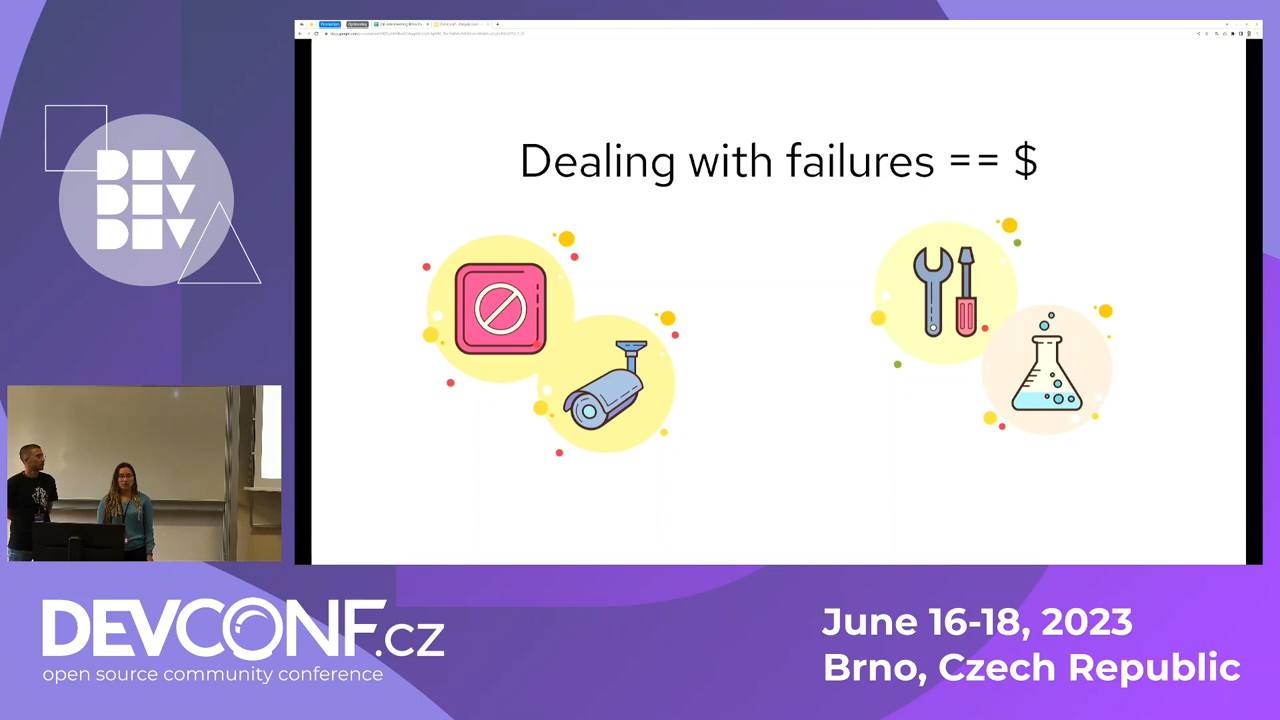 DEV
DEV
DEV
Dealing with failures == $
DEVCONF.cz
open source community conference
June 16-18, 2023
Brno, Czech Republic